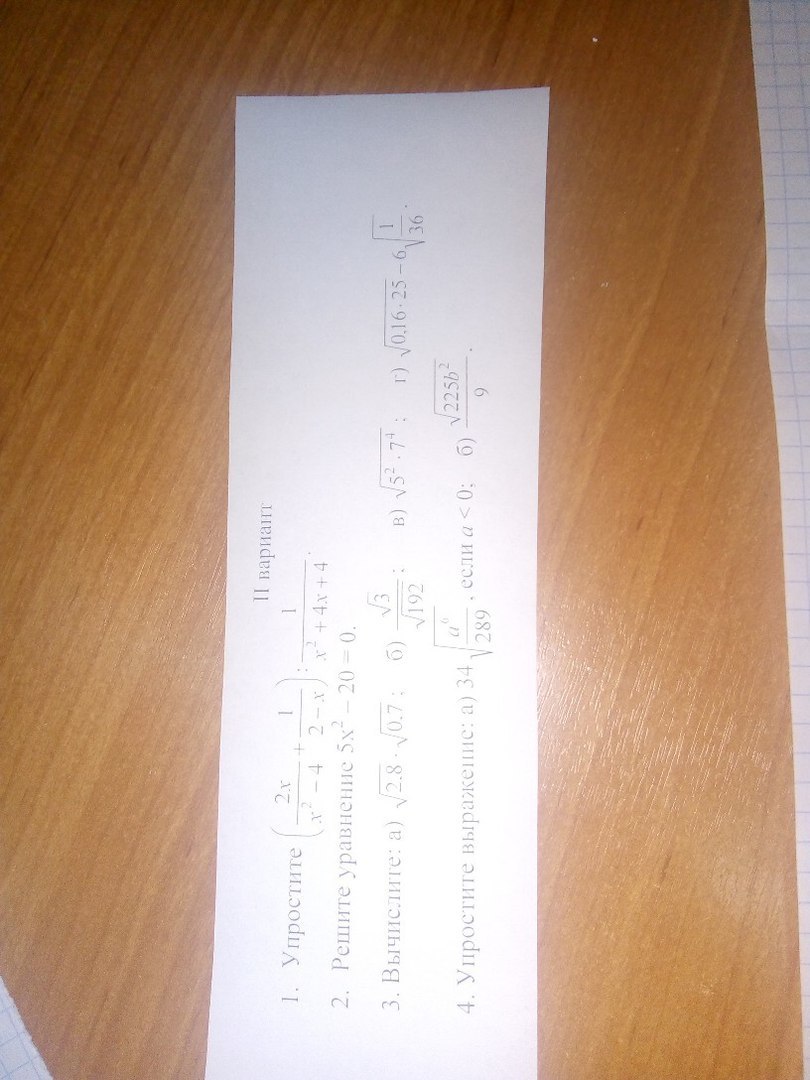 II вариант
1. Упростите (2x/(x² − 4) + 1/(2 − x)) : 1/(x² + 4x + 4).
2. Решите уравнение 5x² − 20 = 0.
3. Вычислите: а) √2.8 · √0.7; б) √3/√192; в) √(5² · 7⁴); г) √(0,16 · 25) − 6√(1/36).
4. Упростите выражение: а) 34√(a⁶/289), если a < 0; б) √(225b²)/9.